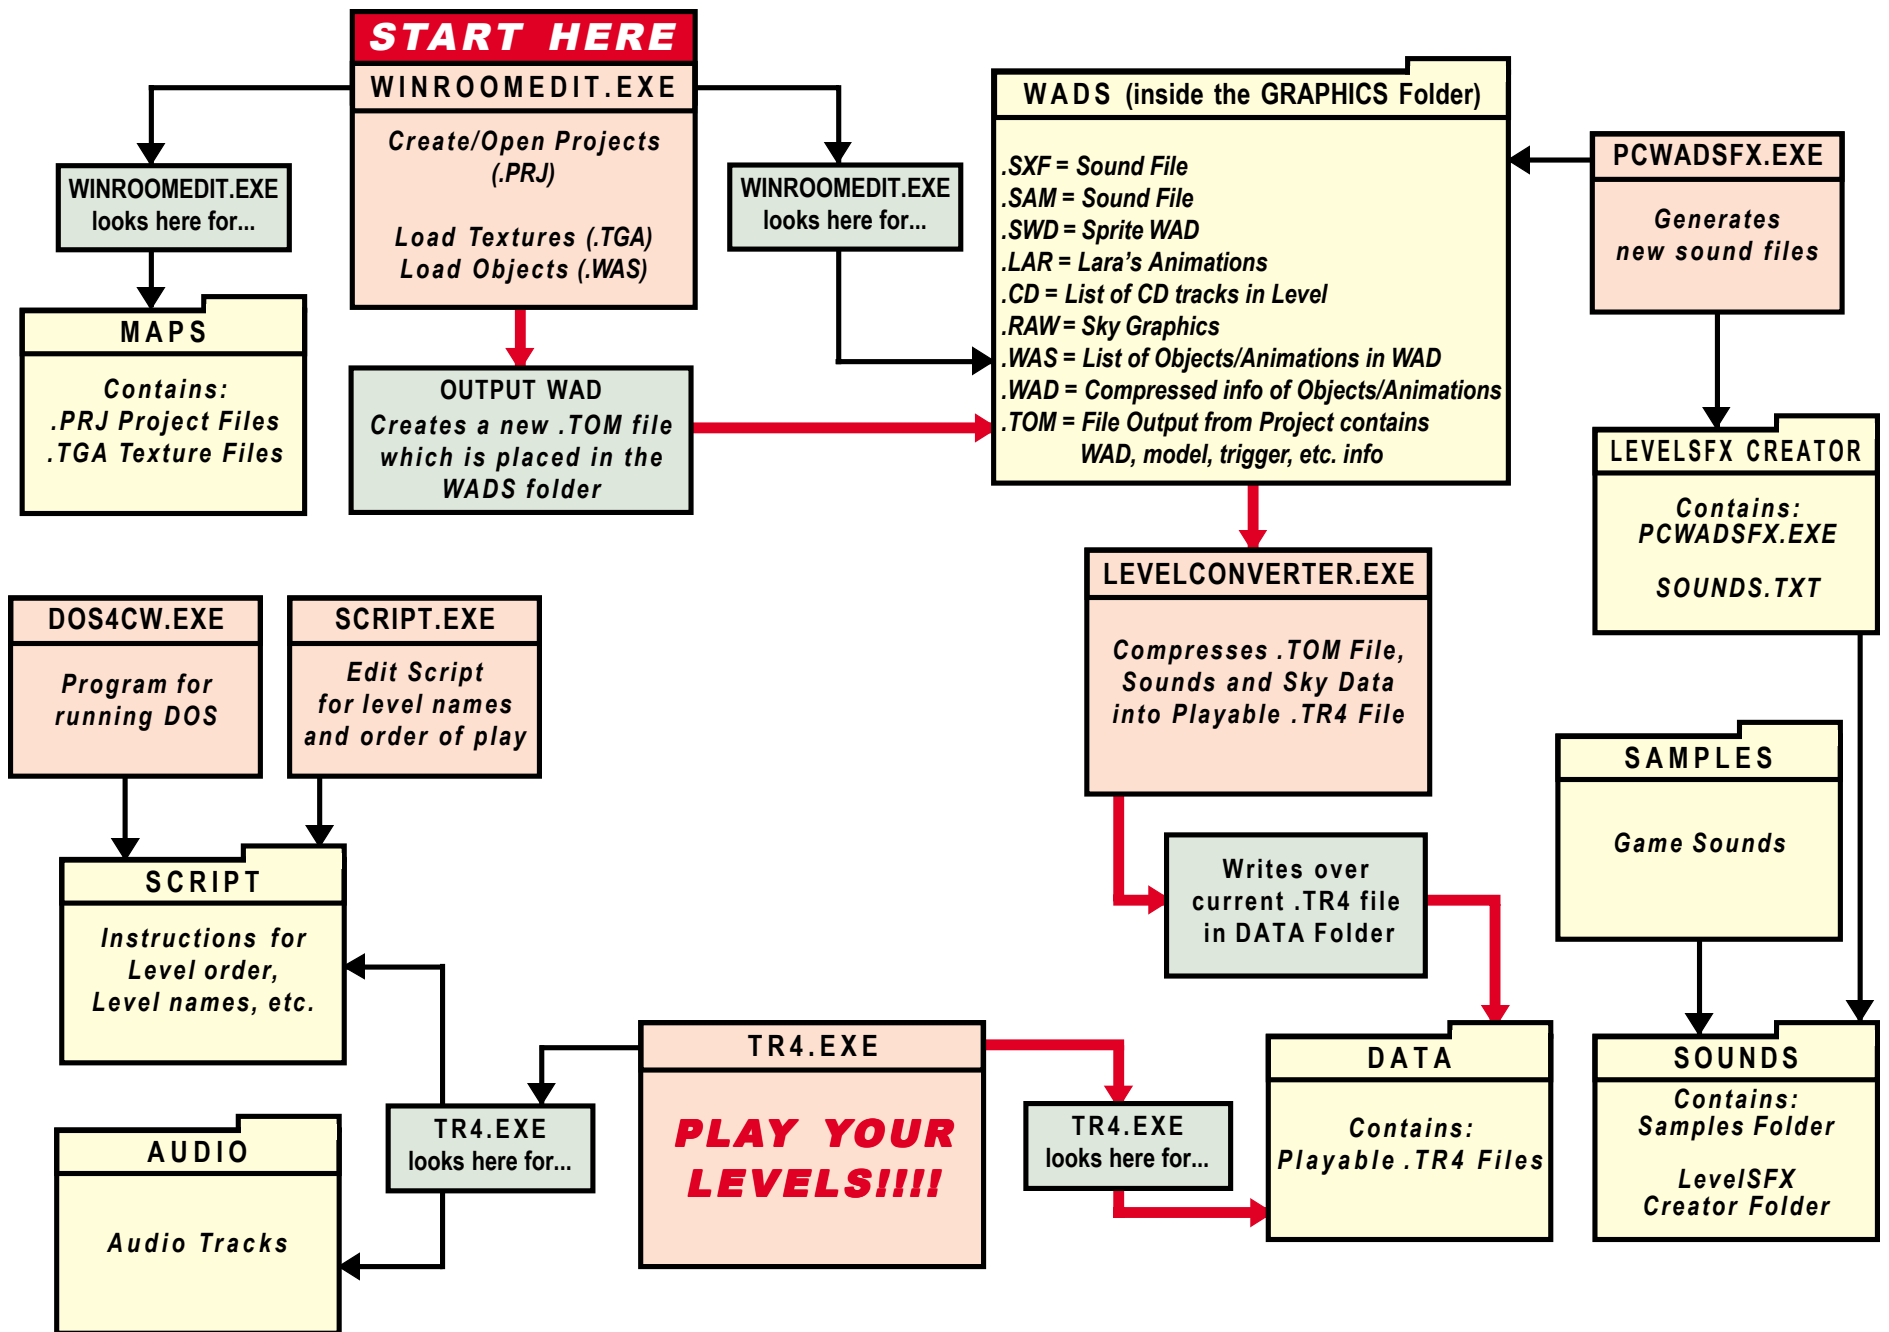 START HERE
WINROOMEDIT.EXE
Create/Open Projects
(.PRJ)
Load Textures (.TGA)
Load Objects (.WAS)
WINROOMEDIT.EXE
looks here for...
MAPS
Contains:
.PRJ Project Files
.TGA Texture Files
WINROOMEDIT.EXE
looks here for...
OUTPUT WAD
Creates a new .TOM file
which is placed in the
WADS folder
WADS (inside the GRAPHICS Folder)
.SXF = Sound File
.SAM = Sound File
.SWD = Sprite WAD
.LAR = Lara's Animations
.CD = List of CD tracks in Level
.RAW = Sky Graphics
.WAS = List of Objects/Animations in WAD
.WAD = Compressed info of Objects/Animations
.TOM = File Output from Project contains
WAD, model, trigger, etc. info
PCWADSFX.EXE
Generates
new sound files
LEVELSFX CREATOR
Contains:
PCWADSFX.EXE
SOUNDS.TXT
LEVELCONVERTER.EXE
Compresses .TOM File,
Sounds and Sky Data
into Playable .TR4 File
DOS4CW.EXE
Program for
running DOS
SCRIPT.EXE
Edit Script
for level names
and order of play
SCRIPT
Instructions for
Level order,
Level names, etc.
SAMPLES
Game Sounds
Writes over
current .TR4 file
in DATA Folder
TR4.EXE
PLAY YOUR
LEVELS!!!!
TR4.EXE
looks here for...
TR4.EXE
looks here for...
AUDIO
Audio Tracks
DATA
Contains:
Playable .TR4 Files
SOUNDS
Contains:
Samples Folder
LevelSFX
Creator Folder